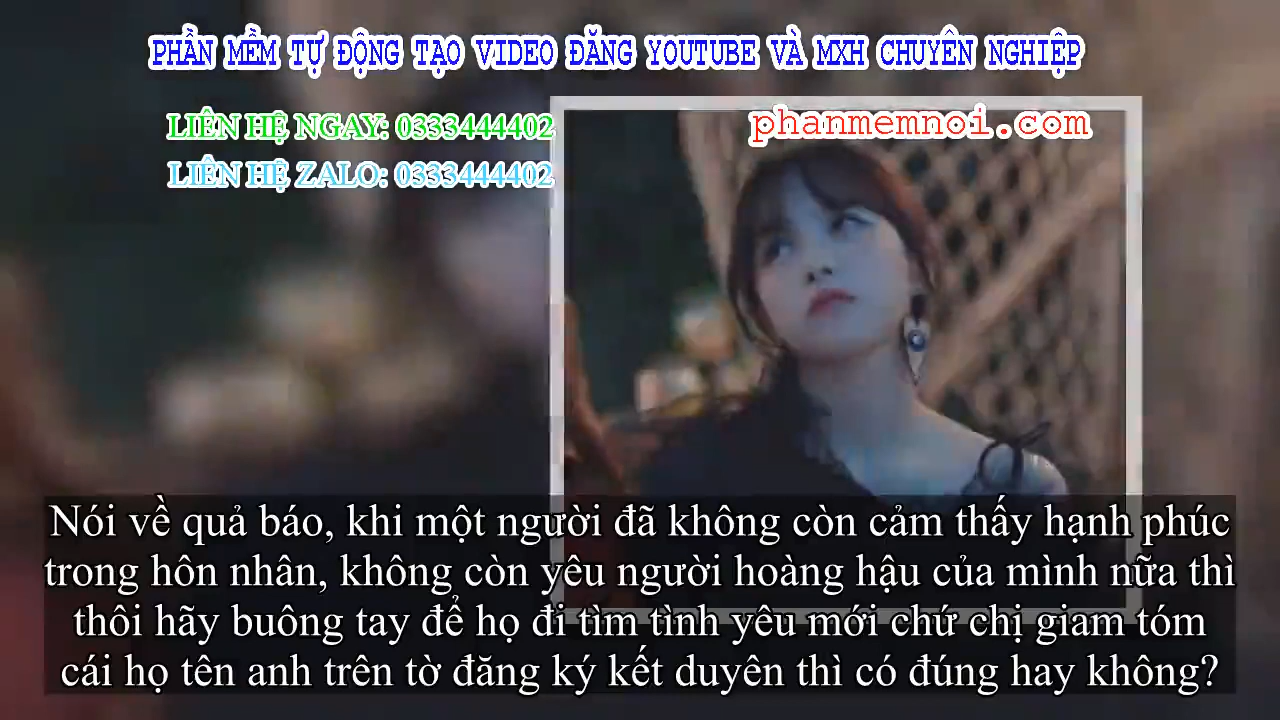 PHẦN MỀM TỰ ĐỘNG TẠO VIDEO ĐĂNG YOUTUBE VÀ MXH CHUYÊN NGHIỆP
LIÊN HỆ NGAY: 0333444402
phanmemnoi.com
LIÊN HỆ ZALO: 0333444402
Nói về quả báo, khi một người đã không còn cảm thấy hạnh phúc
trong hôn nhân, không còn yêu người hoàng hậu của mình nữa thì
thôi hãy buông tay để họ đi tìm tình yêu mới chứ chị giam tóm
cái họ tên anh trên tờ đăng ký kết duyên thì có đúng hay không?